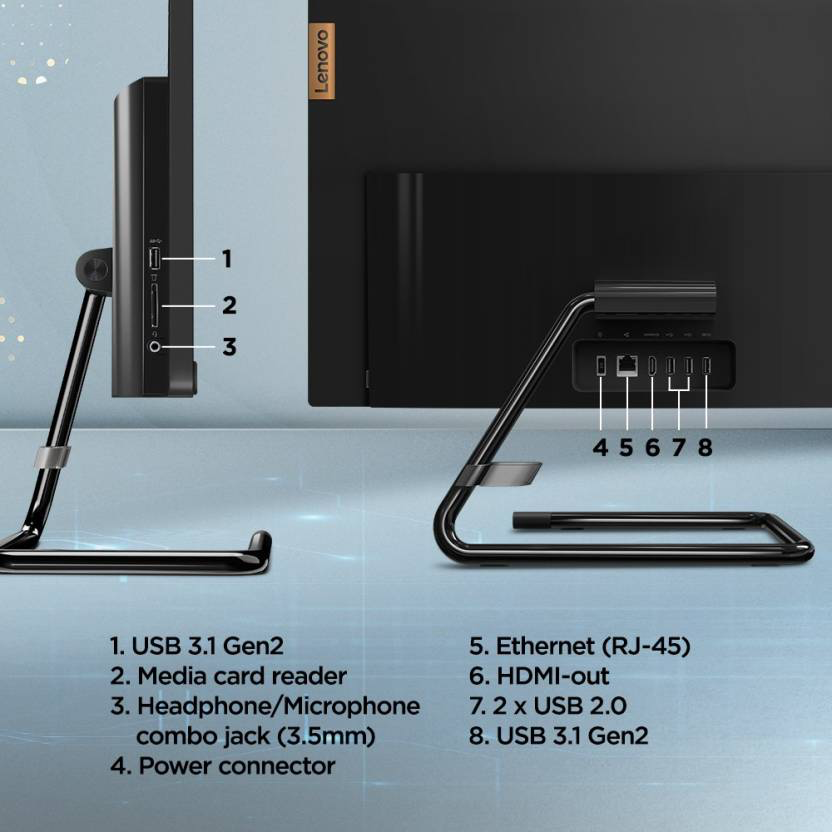 Lenovo
1
2
3
4 5 6 7 8
1. USB 3.1 Gen2
2. Media card reader
3. Headphone/Microphone
combo jack (3.5mm)
4. Power connector
5. Ethernet (RJ-45)
6. HDMI-out
7. 2 x USB 2.0
8. USB 3.1 Gen2